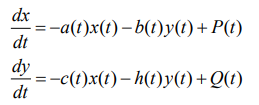 dx/dt = -a(t)x(t) - b(t)y(t) + P(t)
dy/dt = -c(t)x(t) - h(t)y(t) + Q(t)